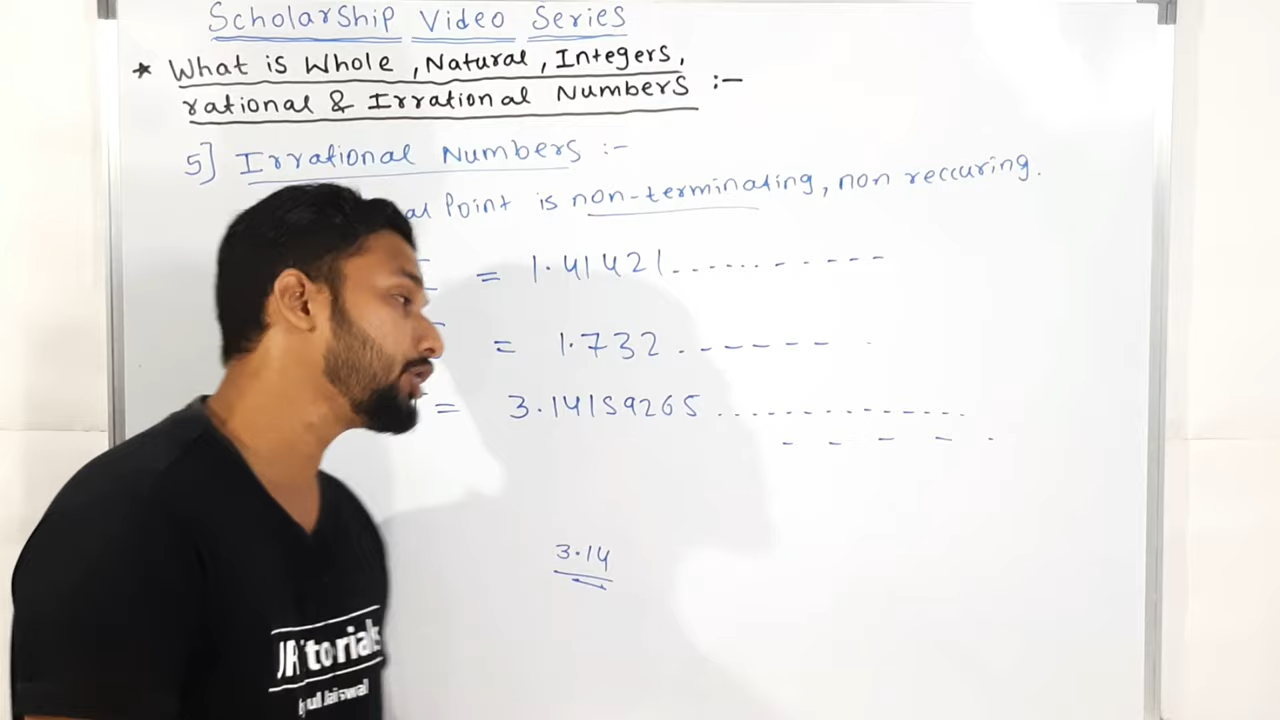 Scholarship Video Series
* What is Whole, Natural, Integers,
rational & Irrational Numbers :-
5] Irrational Numbers :-
Point is non-terminating, non reccuring.
= 1.41421...........
= 1.732.------
= 3.14159265..............
3.14